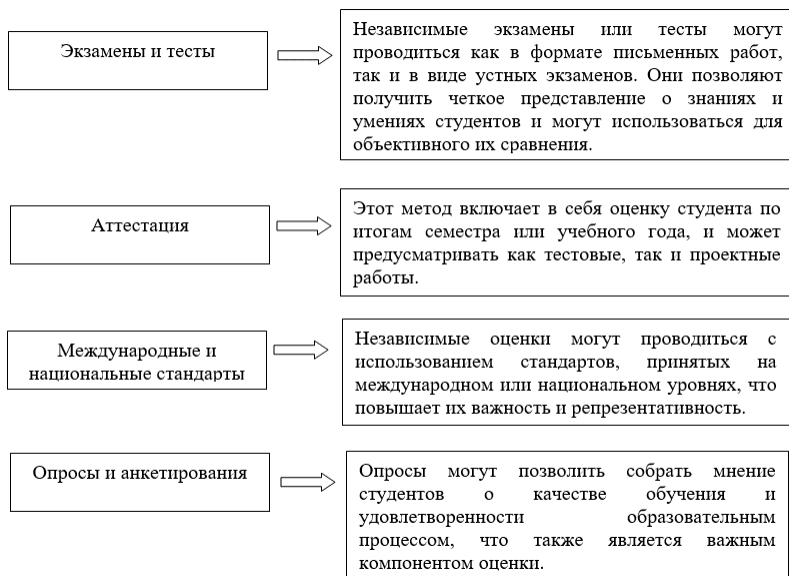 Экзамены и тесты
Независимые экзамены или тесты могут
проводиться как в формате письменных работ,
так и в виде устных экзаменов. Они позволяют
получить четкое представление о знаниях и
умениях студентов и могут использоваться для
объективного их сравнения.
Аттестация
Этот метод включает в себя оценку студента по
итогам семестра или учебного года, и может
предусматривать как тестовые, так и проектные
работы.
Международные и
национальные стандарты
Независимые оценки могут проводиться с
использованием стандартов, принятых на
международном или национальном уровнях, что
повышает их важность и репрезентативность.
Опросы и анкетирования
Опросы могут позволить собрать мнение
студентов о качестве обучения и
удовлетворенности образовательным
процессом, что также является важным
компонентом оценки.